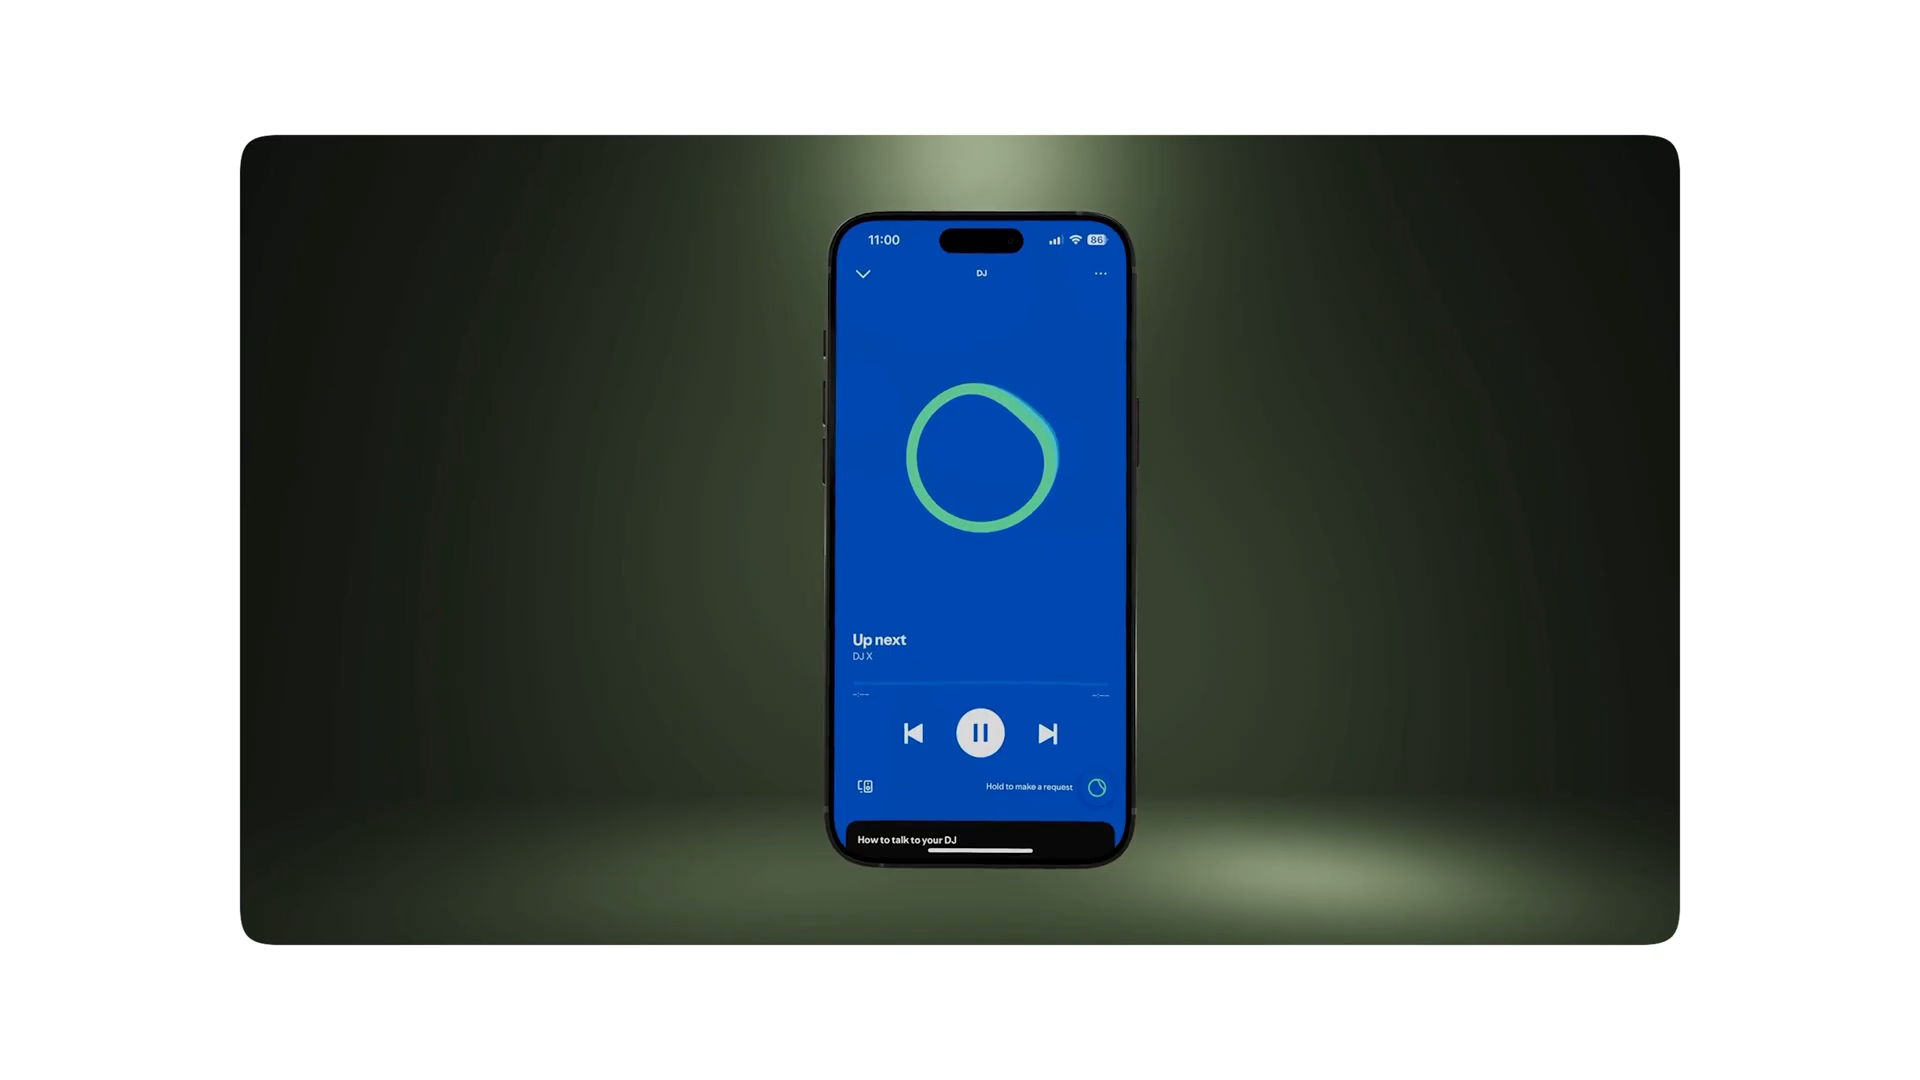 11:00
86
DJ
Up next
DJ X
-:--
-:--
Hold to make a request
How to talk to your DJ